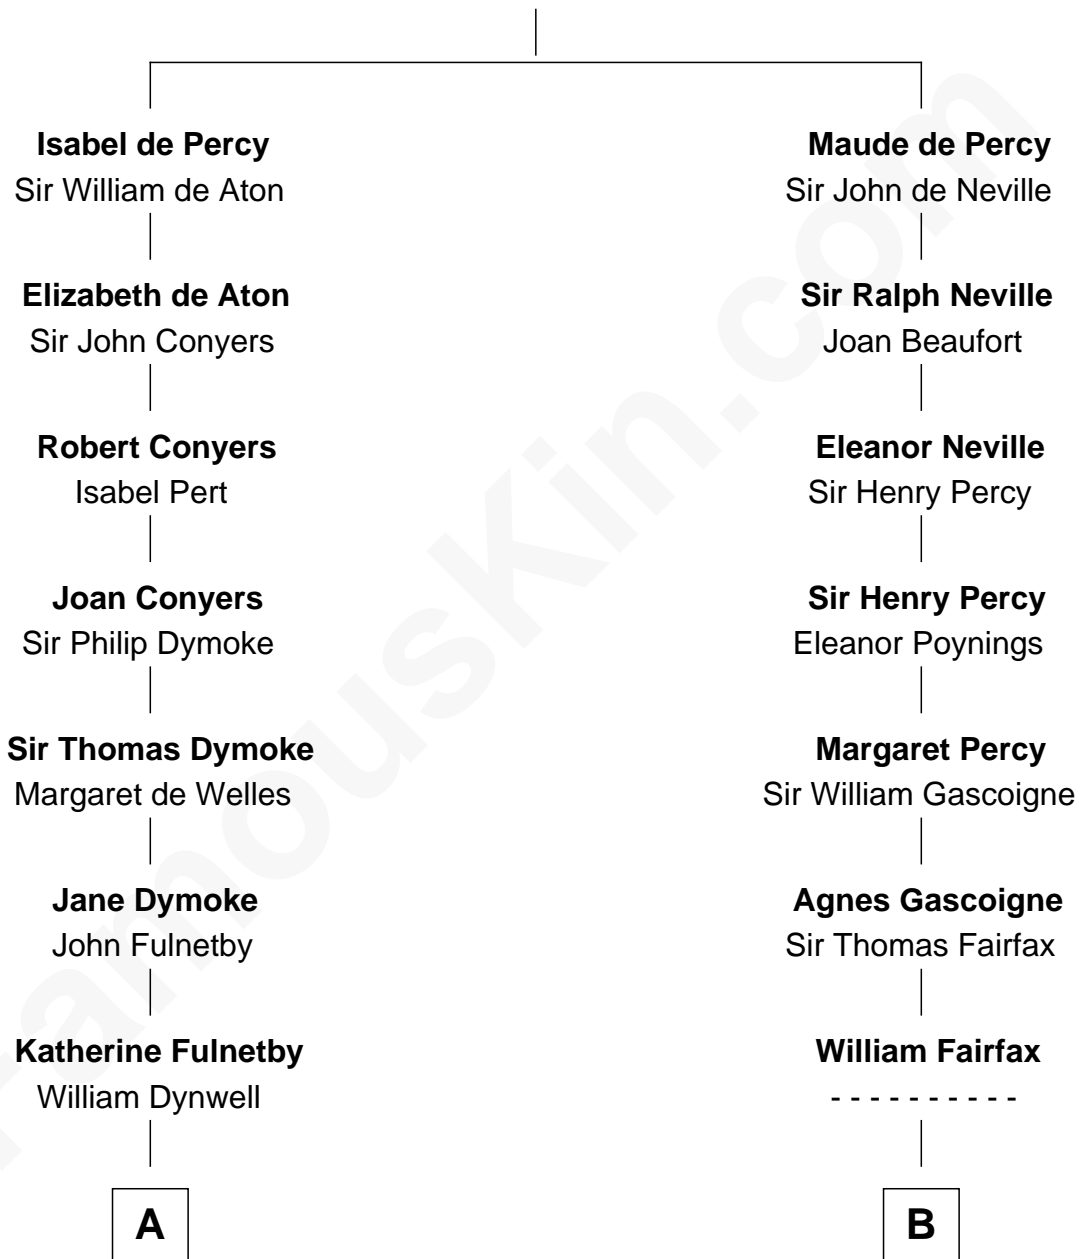 Isabel de Percy
Sir William de Aton
Elizabeth de Aton
Sir John Conyers
Robert Conyers
Isabel Pert
Joan Conyers
Sir Philip Dymoke
Sir Thomas Dymoke
Margaret de Welles
Jane Dymoke
John Fulnetby
Katherine Fulnetby
William Dynwell
A
Maude de Percy
Sir John de Neville
Sir Ralph Neville
Joan Beaufort
Eleanor Neville
Sir Henry Percy
Sir Henry Percy
Eleanor Poynings
Margaret Percy
Sir William Gascoigne
Agnes Gascoigne
Sir Thomas Fairfax
William Fairfax
- - - - - - - - - -
B
FamousKin.com